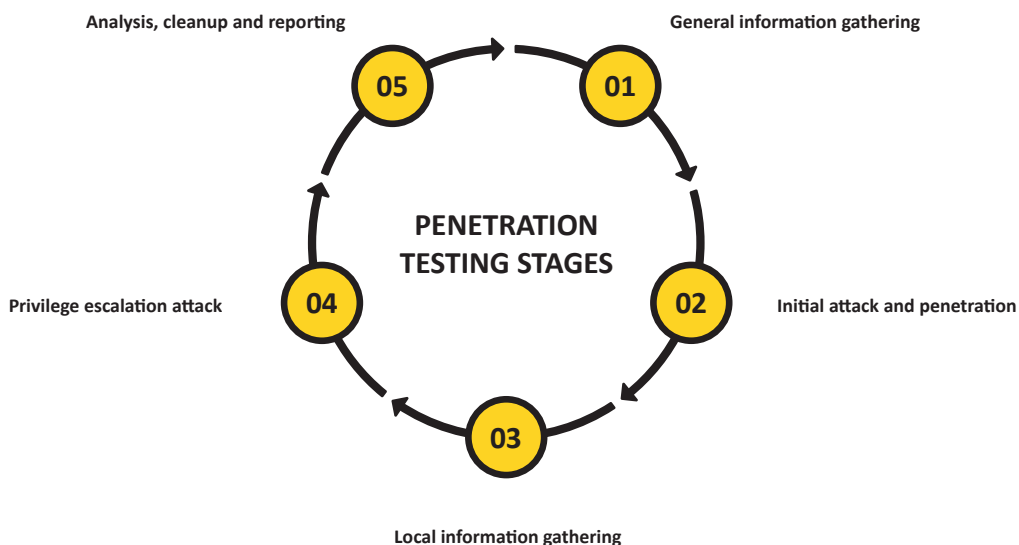 Analysis, cleanup and reporting
General information gathering
05
01
PENETRATION
TESTING STAGES
Privilege escalation attack
04
02
Initial attack and penetration
03
Local information gathering